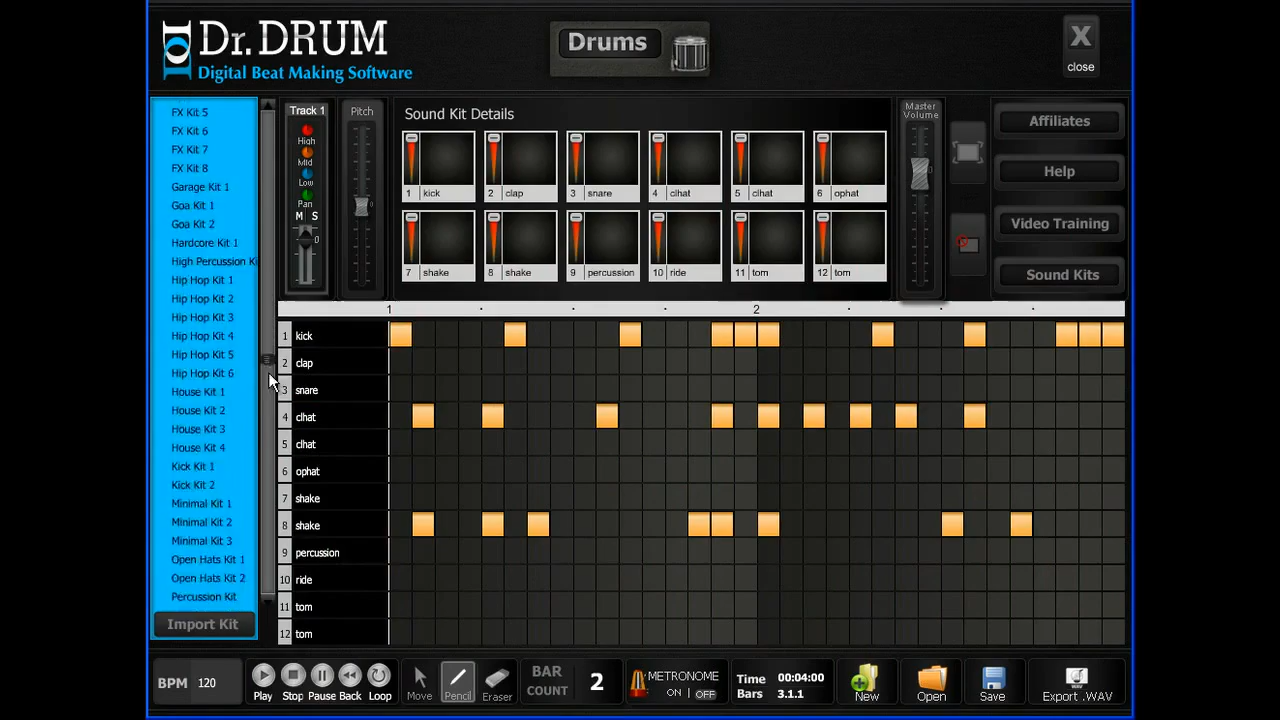 Dr.DRUM
Digital Beat Making Software
Drums
X
close
FX Kit 5
FX Kit 6
FX Kit 7
FX Kit 8
Garage Kit 1
Goa Kit 1
Goa Kit 2
Hardcore Kit 1
High Percussion Ki
Hip Hop Kit 1
Hip Hop Kit 2
Hip Hop Kit 3
Hip Hop Kit 4
Hip Hop Kit 5
Hip Hop Kit 6
House Kit 1
House Kit 2
House Kit 3
House Kit 4
Kick Kit 1
Kick Kit 2
Minimal Kit 1
Minimal Kit 2
Minimal Kit 3
Open Hats Kit 1
Open Hats Kit 2
Percussion Kit
Import Kit
Track 1
High
Mid
Low
Pan
M S
0
Pitch
0
Sound Kit Details
1 kick
2 clap
3 snare
4 clhat
5 clhat
6 ophat
7 shake
8 shake
9 percussion
10 ride
11 tom
12 tom
Master
Volume
0
Affiliates
Help
Video Training
Sound Kits
1 2
1 kick
2 clap
3 snare
4 clhat
5 clhat
6 ophat
7 shake
8 shake
9 percussion
10 ride
11 tom
12 tom
BPM 120
Play Stop Pause Back Loop
Move Pencil Eraser
BAR
COUNT 2
METRONOME
ON | OFF
Time 00:04:00
Bars 3.1.1
New Open Save Export .WAV